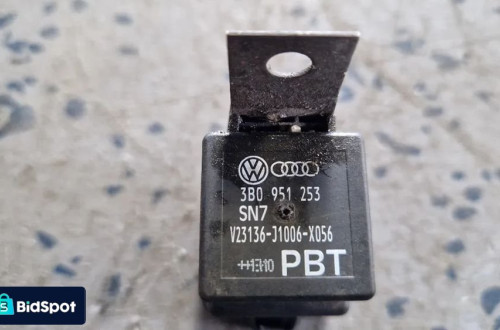 3B0 951 253
SN7
V23136-J1006-X056
PBT
BidSpot